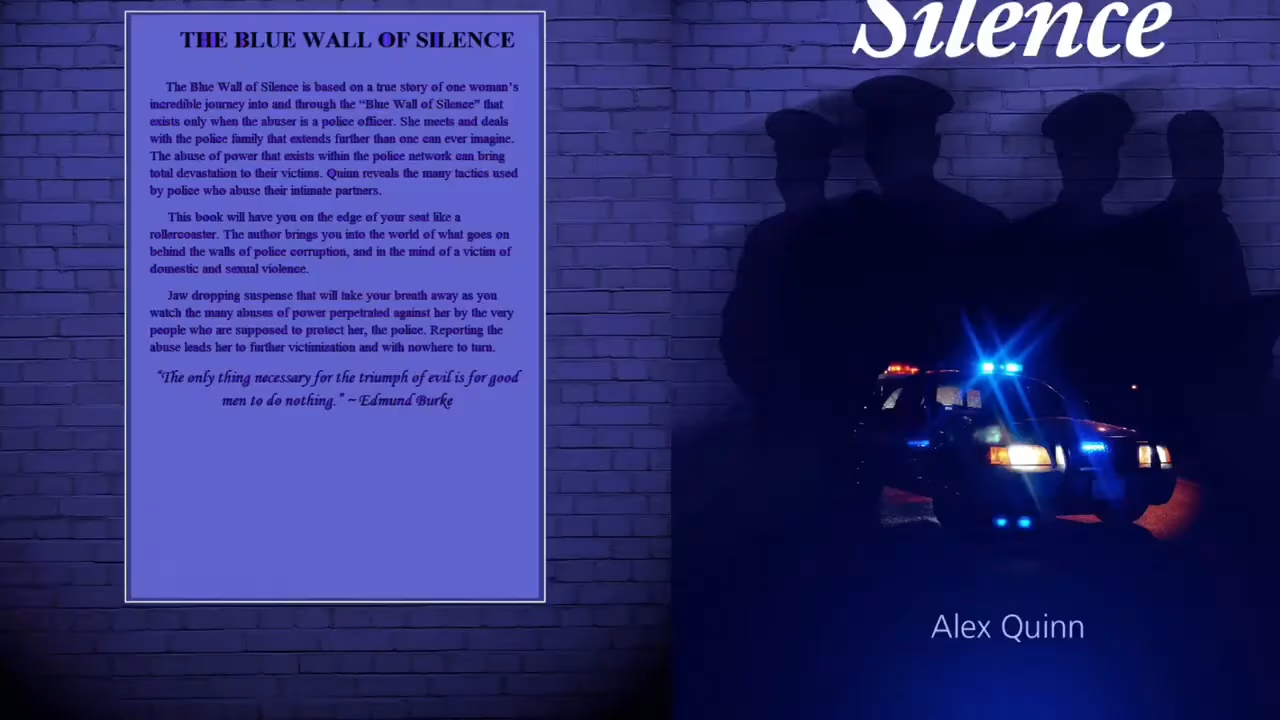 THE BLUE WALL OF SILENCE
The Blue Wall of Silence is based on a true story of one woman's
incredible journey into and through the “Blue Wall of Silence” that
exists only when the abuser is a police officer. She meets and deals
with the police family that extends further than one can ever imagine.
The abuse of power that exists within the police network can bring
total devastation to their victims. Quinn reveals the many tactics used
by police who abuse their intimate partners.
This book will have you on the edge of your seat like a
rollercoaster. The author brings you into the world of what goes on
behind the walls of police corruption, and in the mind of a victim of
domestic and sexual violence.
Jaw dropping suspense that will take your breath away as you
watch the many abuses of power perpetrated against her by the very
people who are supposed to protect her, the police. Reporting the
abuse leads her to further victimization and with nowhere to turn.
“The only thing necessary for the triumph of evil is for good
men to do nothing.” ~ Edmund Burke
Silence
Alex Quinn